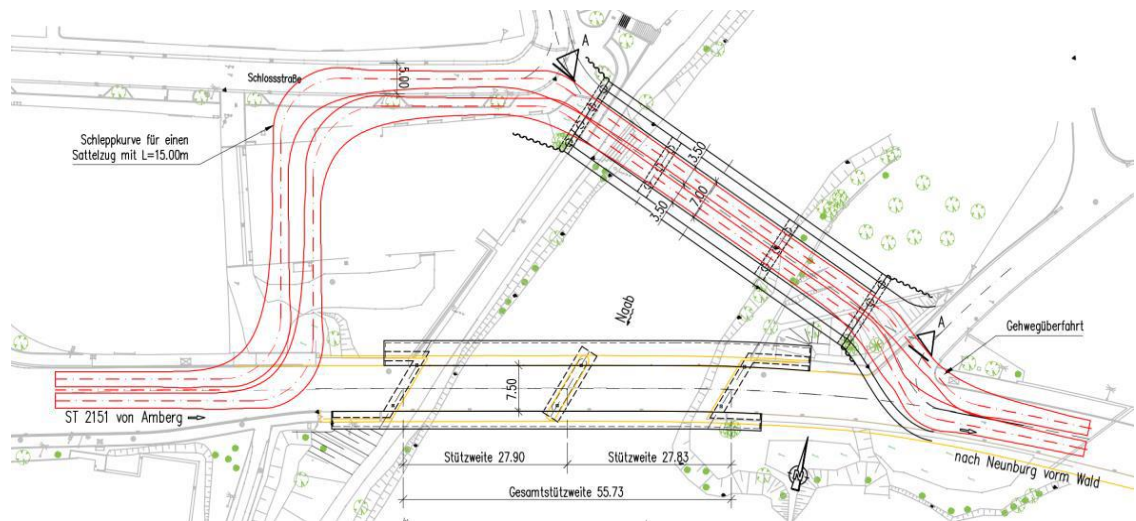 A
5.00
Schlossstraße
Schleppkurve für einen
Sattelzug mit L=15.00m
3.50
7.00
3.50
Naab
A
Gehwegüberfahrt
7.50
ST 2151 von Amberg
nach Neunburg vorm Wald
Stützweite 27.90
Stützweite 27.83
Gesamtstützweite 55.73
N